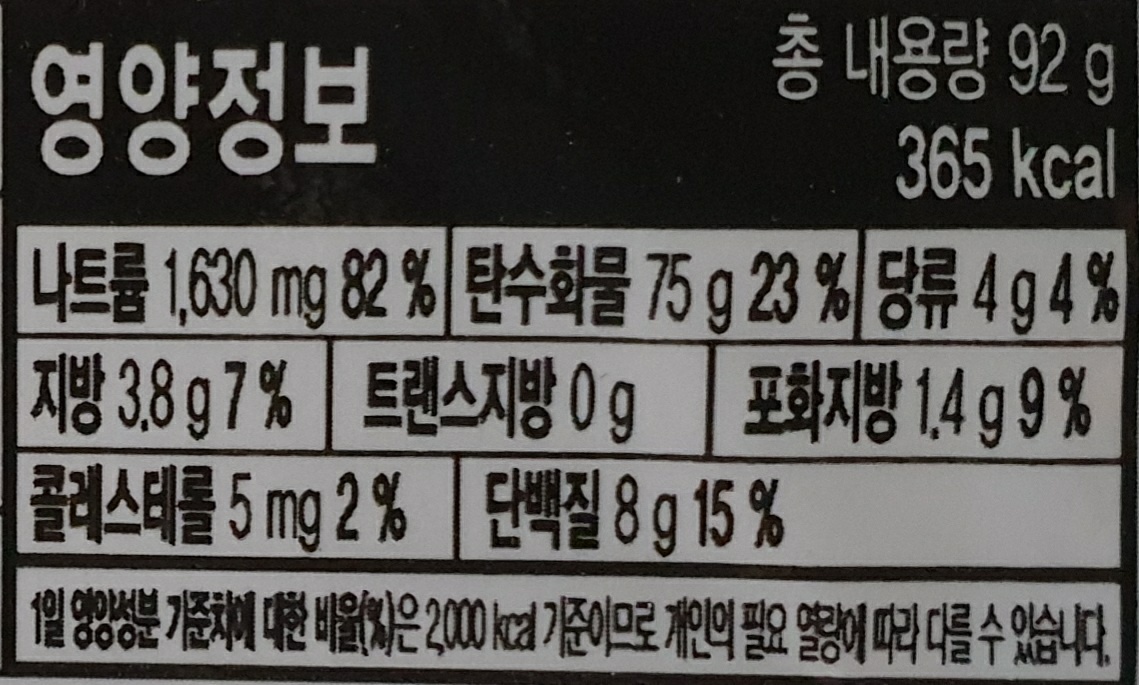 영양정보
총 내용량 92 g
365 kcal
나트륨 1,630 mg 82 % 탄수화물 75 g 23 % 당류 4 g 4 %
지방 3.8 g 7 % 트랜스지방 0 g 포화지방 1.4 g 9 %
콜레스테롤 5 mg 2 % 단백질 8 g 15 %
1일 영양성분 기준치에 대한 비율(%)은 2,000 kcal 기준이므로 개인의 필요 열량에 따라 다를 수 있습니다.